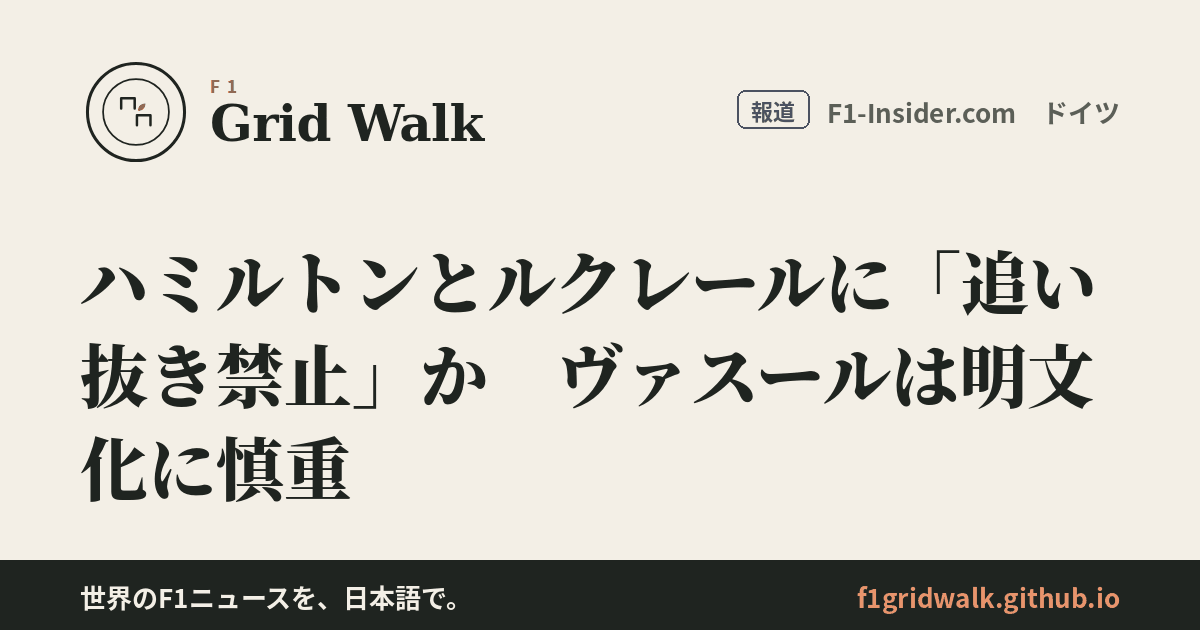 F1
Grid Walk
報道 F1-Insider.com ドイツ
ハミルトンとルクレールに「追い
抜き禁止」か　ヴァスールは明文
化に慎重
世界のF1ニュースを、日本語で。
f1gridwalk.github.io